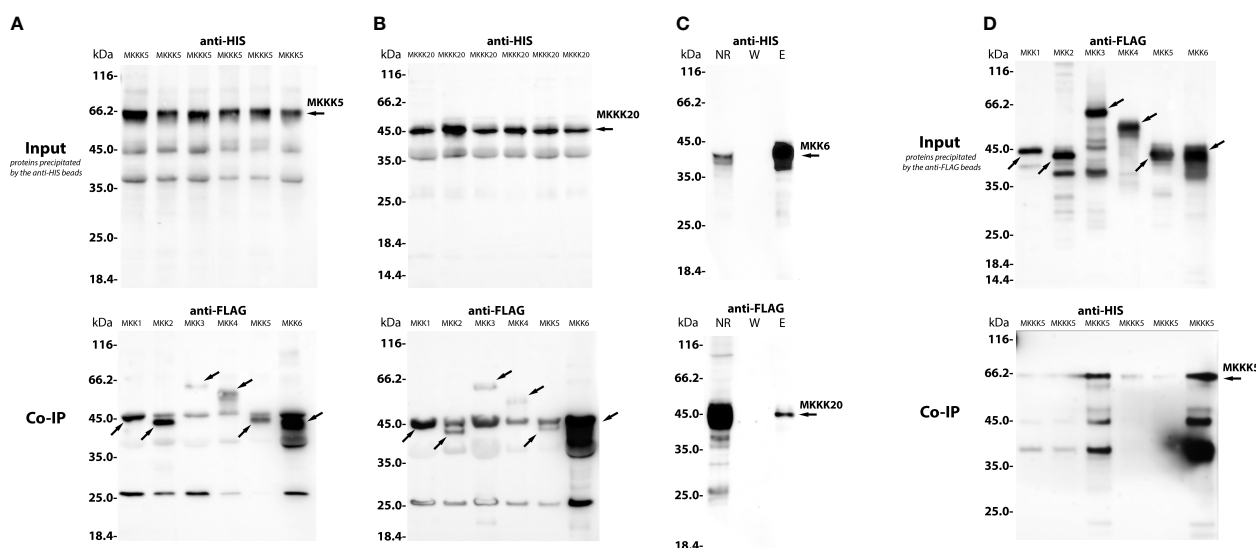 A
anti-HIS
kDa
MKKK5 MKKK5 MKKK5 MKKK5 MKKK5 MKKK5
116-
66.2-
45.0-
35.0-
25.0-
18.4-
MKKK5
Input
proteins precipitated
by the anti-HIS beads
anti-FLAG
kDa
MKK1 MKK2 MKK3 MKK4 MKK5 MKK6
116-
66.2-
45.0-
35.0-
25.0-
18.4-
Co-IP
B
anti-HIS
kDa
MKKK20 MKKK20 MKKK20 MKKK20 MKKK20 MKKK20
116-
66.2-
45.0-
35.0-
25.0-
18.4-
14.4-
MKKK20
anti-FLAG
kDa
MKK1 MKK2 MKK3 MKK4 MKK5 MKK6
116-
66.2-
45.0-
35.0-
25.0-
18.4-
C
anti-HIS
kDa
NR W E
116-
66.2-
45.0-
35.0-
25.0-
18.4-
MKK6
anti-FLAG
kDa
NR W E
116-
66.2-
45.0-
35.0-
25.0-
18.4-
MKKK20
D
anti-FLAG
kDa
MKK1 MKK2 MKK3 MKK4 MKK5 MKK6
116-
66.2-
45.0-
35.0-
25.0-
18.4-
14.4-
Input
proteins precipitated
by the anti-FLAG beads
anti-HIS
kDa
MKKK5 MKKK5 MKKK5 MKKK5 MKKK5 MKKK5
116-
66.2-
45.0-
35.0-
25.0-
MKKK5
Co-IP